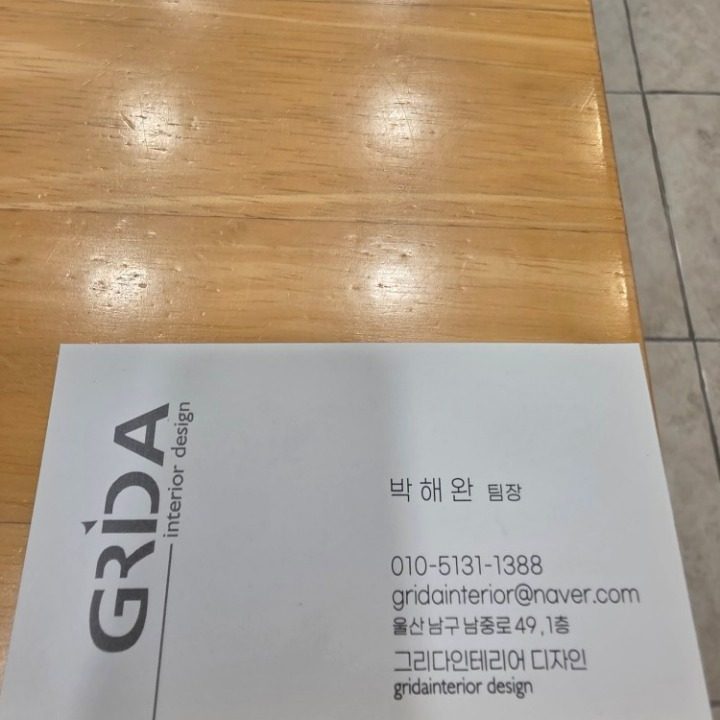 GRIDA
interior design
박해완 팀장
010-5131-1388
gridainterior@naver.com
울산 남구 남중로 49, 1층
그리다인테리어 디자인
gridainterior design